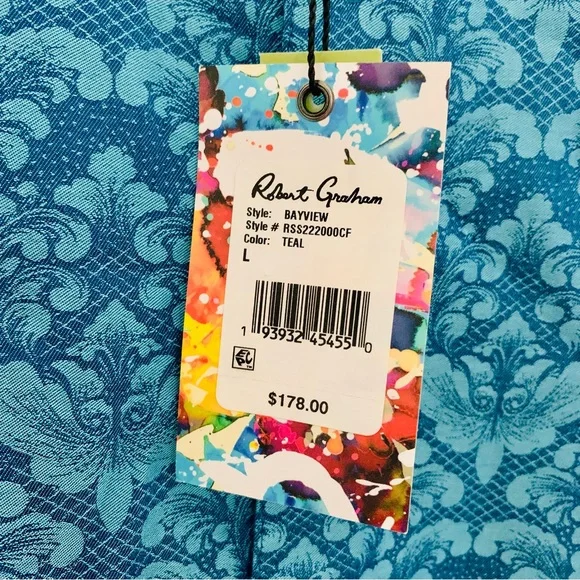 Robert Graham
Style: BAYVIEW
Style # RSS222000CF
Color: TEAL
L
1 93932 45455 0
$178.00